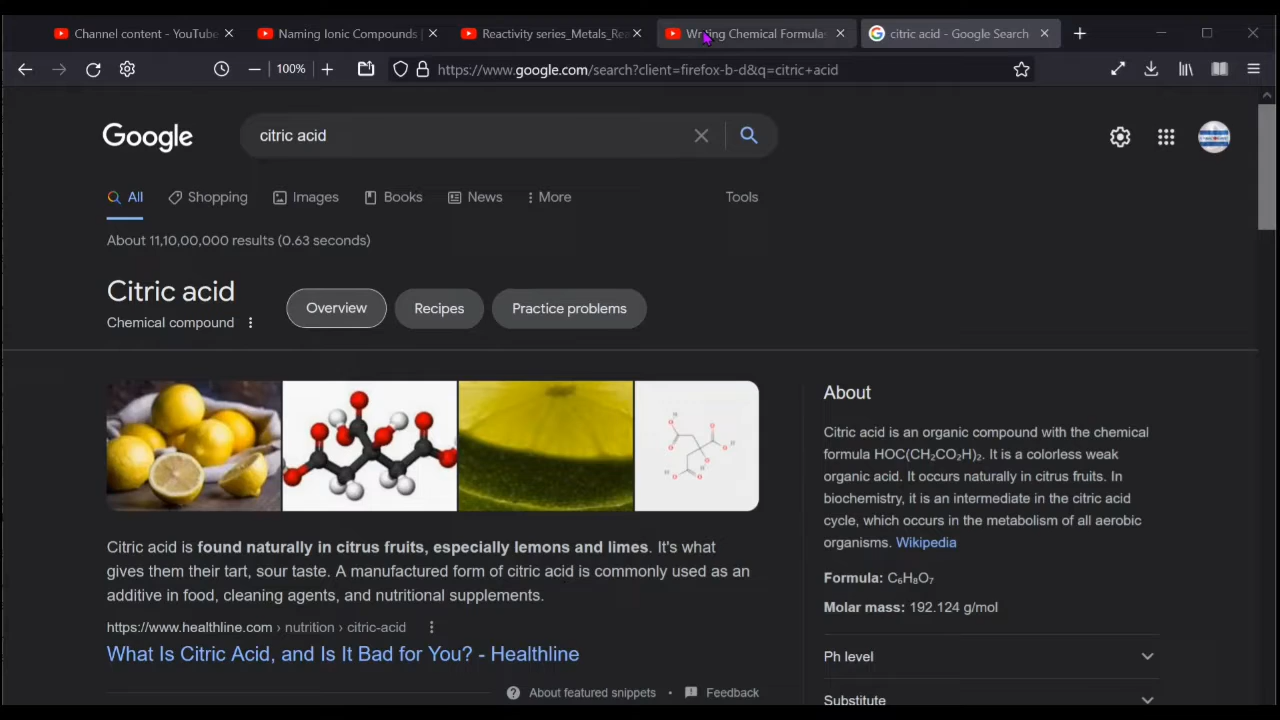 Channel content - YouTube
Naming Ionic Compounds |
Reactivity series_Metals_Rea
Writing Chemical Formulas
citric acid - Google Search
100%
https://www.google.com/search?client=firefox-b-d&q=citric+acid
Google
citric acid
All
Shopping
Images
Books
News
More
Tools
About 11,10,00,000 results (0.63 seconds)
Citric acid
Chemical compound
Overview
Recipes
Practice problems
Citric acid is found naturally in citrus fruits, especially lemons and limes. It's what
gives them their tart, sour taste. A manufactured form of citric acid is commonly used as an
additive in food, cleaning agents, and nutritional supplements.
https://www.healthline.com › nutrition › citric-acid
What Is Citric Acid, and Is It Bad for You? - Healthline
About featured snippets • Feedback
About
Citric acid is an organic compound with the chemical
formula HOC(CH₂CO₂H)₂. It is a colorless weak
organic acid. It occurs naturally in citrus fruits. In
biochemistry, it is an intermediate in the citric acid
cycle, which occurs in the metabolism of all aerobic
organisms. Wikipedia
Formula: C₆H₈O₇
Molar mass: 192.124 g/mol
Ph level
Substitute